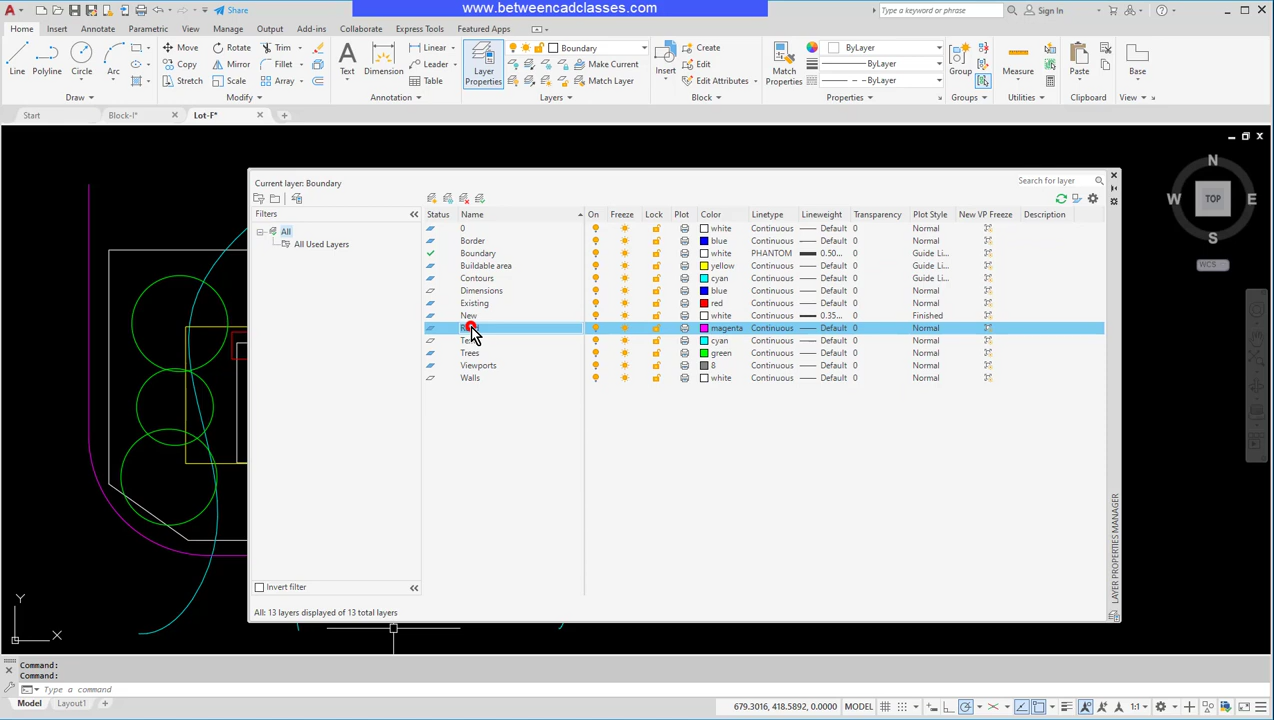 www.betweencadclasses.com
Share
Type a keyword or phrase
Sign In
Home Insert Annotate Parametric View Manage Output Add-ins Collaborate Express Tools Featured Apps
Line Polyline Circle Arc
Move Rotate Trim
Copy Mirror Fillet
Stretch Scale Array
Text Dimension
Linear
Leader
Table
Layer Properties
Boundary
Make Current
Match Layer
Insert
Create
Edit
Edit Attributes
Match Properties
ByLayer
ByLayer
ByLayer
Group Measure Paste Base
Draw Modify Annotation Layers Block Properties Groups Utilities Clipboard View
Start Block-I* Lot-F*
N
W TOP E
S
WCS
Current layer: Boundary
Search for layer
Filters
All
All Used Layers
Status Name On Freeze Lock Plot Color Linetype Lineweight Transparency Plot Style New VP Freeze Description
0 white Continuous Default 0 Normal
Border blue Continuous Default 0 Normal
Boundary white PHANTOM 0.50... 0 Guide Li...
Buildable area yellow Continuous Default 0 Guide Li...
Contours cyan Continuous Default 0 Guide Li...
Dimensions blue Continuous Default 0 Normal
Existing red Continuous Default 0 Normal
New white Continuous 0.35... 0 Finished
magenta Continuous Default 0 Normal
cyan Continuous Default 0 Normal
Trees green Continuous Default 0 Normal
Viewports 8 Continuous Default 0 Normal
Walls white Continuous Default 0 Normal
Invert filter
All: 13 layers displayed of 13 total layers
LAYER PROPERTIES MANAGER
Y
X
Command:
Command:
Type a command
Model Layout1
679.3016, 418.5892, 0.0000 MODEL 1:1